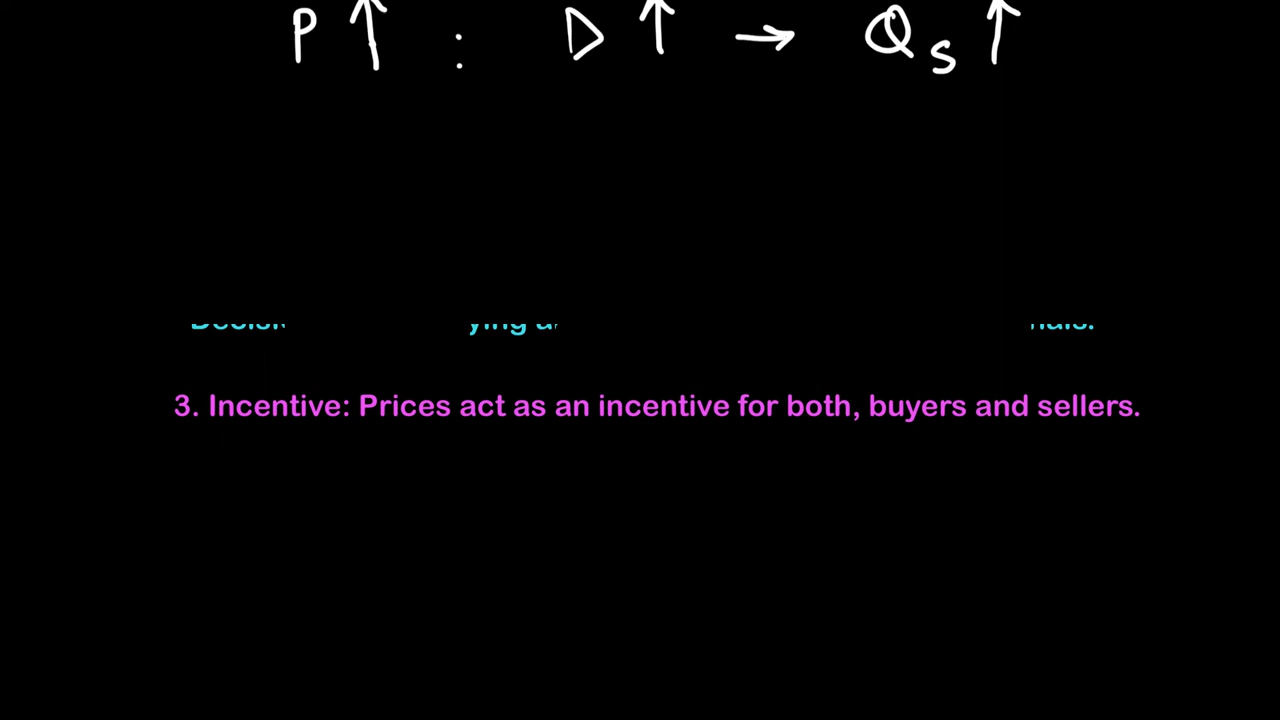 P ↑ : D ↑ → Qs ↑
3. Incentive: Prices act as an incentive for both, buyers and sellers.